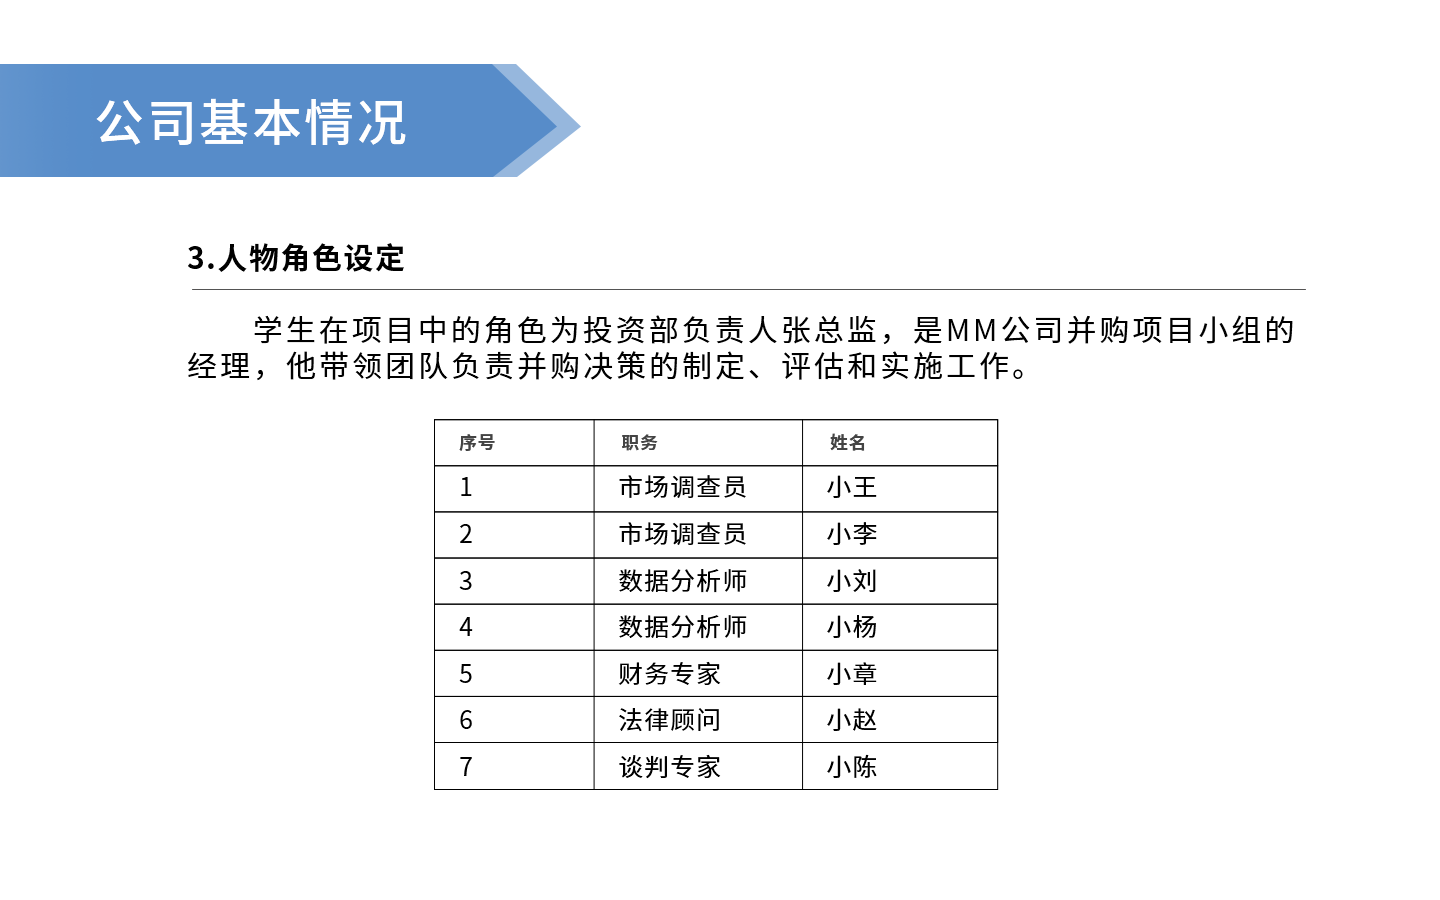 公司基本情况
3.人物角色设定
学生在项目中的角色为投资部负责人张总监，是MM公司并购项目小组的
经理，他带领团队负责并购决策的制定、评估和实施工作。
序号 职务 姓名
1 市场调查员 小王
2 市场调查员 小李
3 数据分析师 小刘
4 数据分析师 小杨
5 财务专家 小章
6 法律顾问 小赵
7 谈判专家 小陈